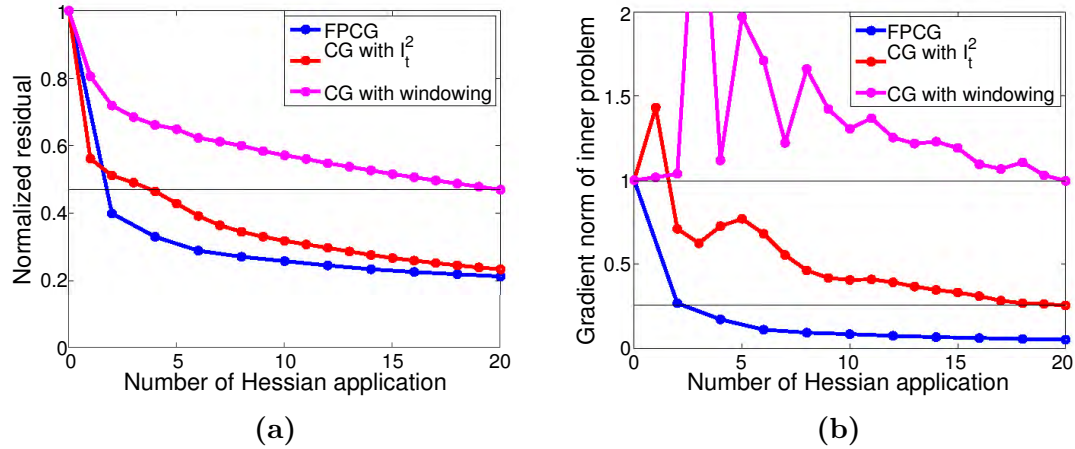 Normalized residual
1
0.8
0.6
0.4
0.2
0
0 5 10 15 20
Number of Hessian application
FPCG
CG with I_t^2
CG with windowing
(a)
Gradient norm of inner problem
2
1.5
1
0.5
0
0 5 10 15 20
Number of Hessian application
FPCG
CG with I_t^2
CG with windowing
(b)